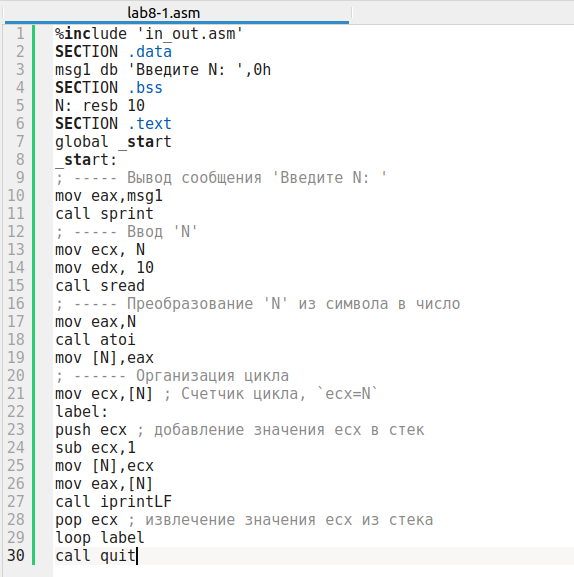 lab8-1.asm
1 %include 'in_out.asm'
2 SECTION .data
3 msg1 db 'Введите N: ',0h
4 SECTION .bss
5 N: resb 10
6 SECTION .text
7 global _start
8 _start:
9 ; ----- Вывод сообщения 'Введите N: '
10 mov eax,msg1
11 call sprint
12 ; ----- Ввод 'N'
13 mov ecx, N
14 mov edx, 10
15 call sread
16 ; ----- Преобразование 'N' из символа в число
17 mov eax,N
18 call atoi
19 mov [N],eax
20 ; ------ Организация цикла
21 mov ecx,[N] ; Счетчик цикла, `ecx=N`
22 label:
23 push ecx ; добавление значения ecx в стек
24 sub ecx,1
25 mov [N],ecx
26 mov eax,[N]
27 call iprintLF
28 pop ecx ; извлечение значения ecx из стека
29 loop label
30 call quit